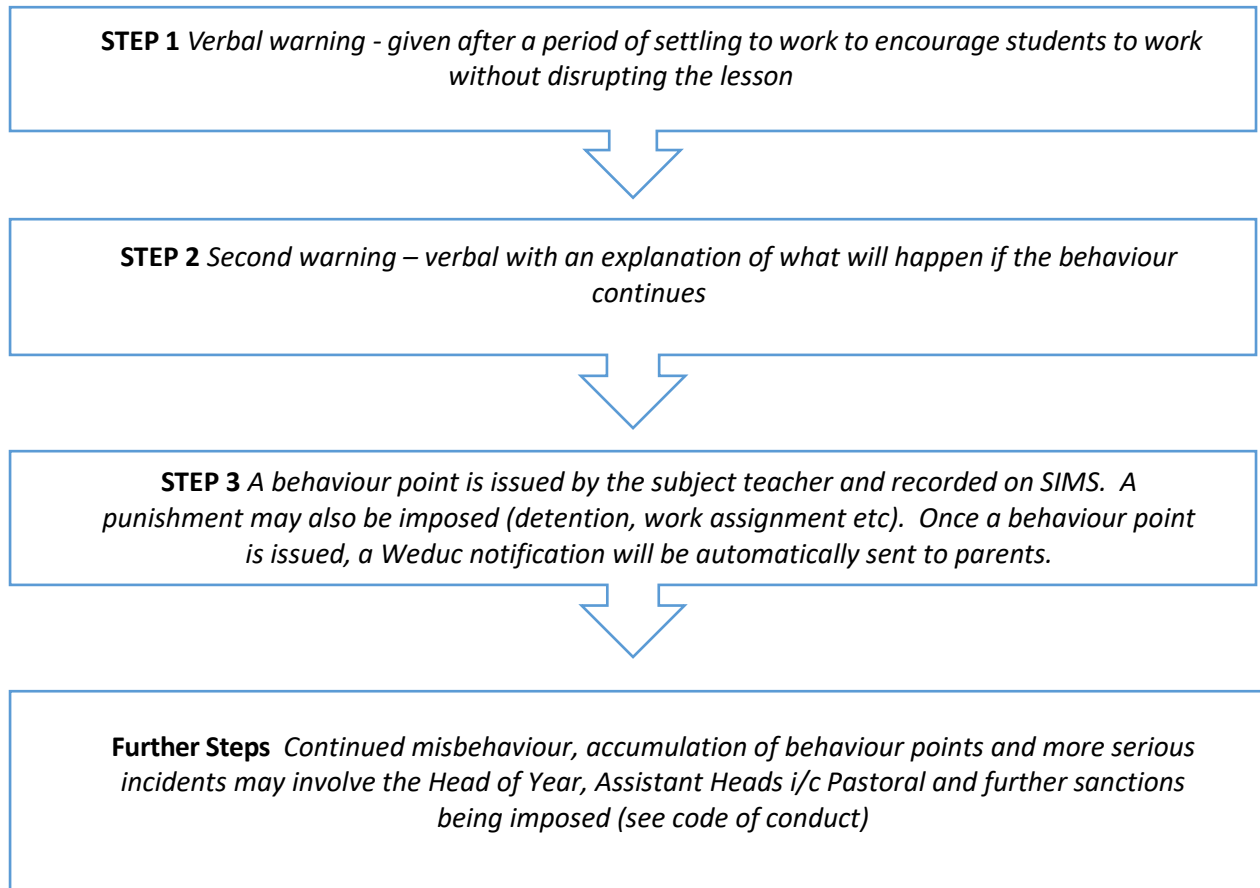 STEP 1 Verbal warning - given after a period of settling to work to encourage students to work
without disrupting the lesson
STEP 2 Second warning – verbal with an explanation of what will happen if the behaviour
continues
STEP 3 A behaviour point is issued by the subject teacher and recorded on SIMS. A
punishment may also be imposed (detention, work assignment etc). Once a behaviour point
is issued, a Weduc notification will be automatically sent to parents.
Further Steps Continued misbehaviour, accumulation of behaviour points and more serious
incidents may involve the Head of Year, Assistant Heads i/c Pastoral and further sanctions
being imposed (see code of conduct)